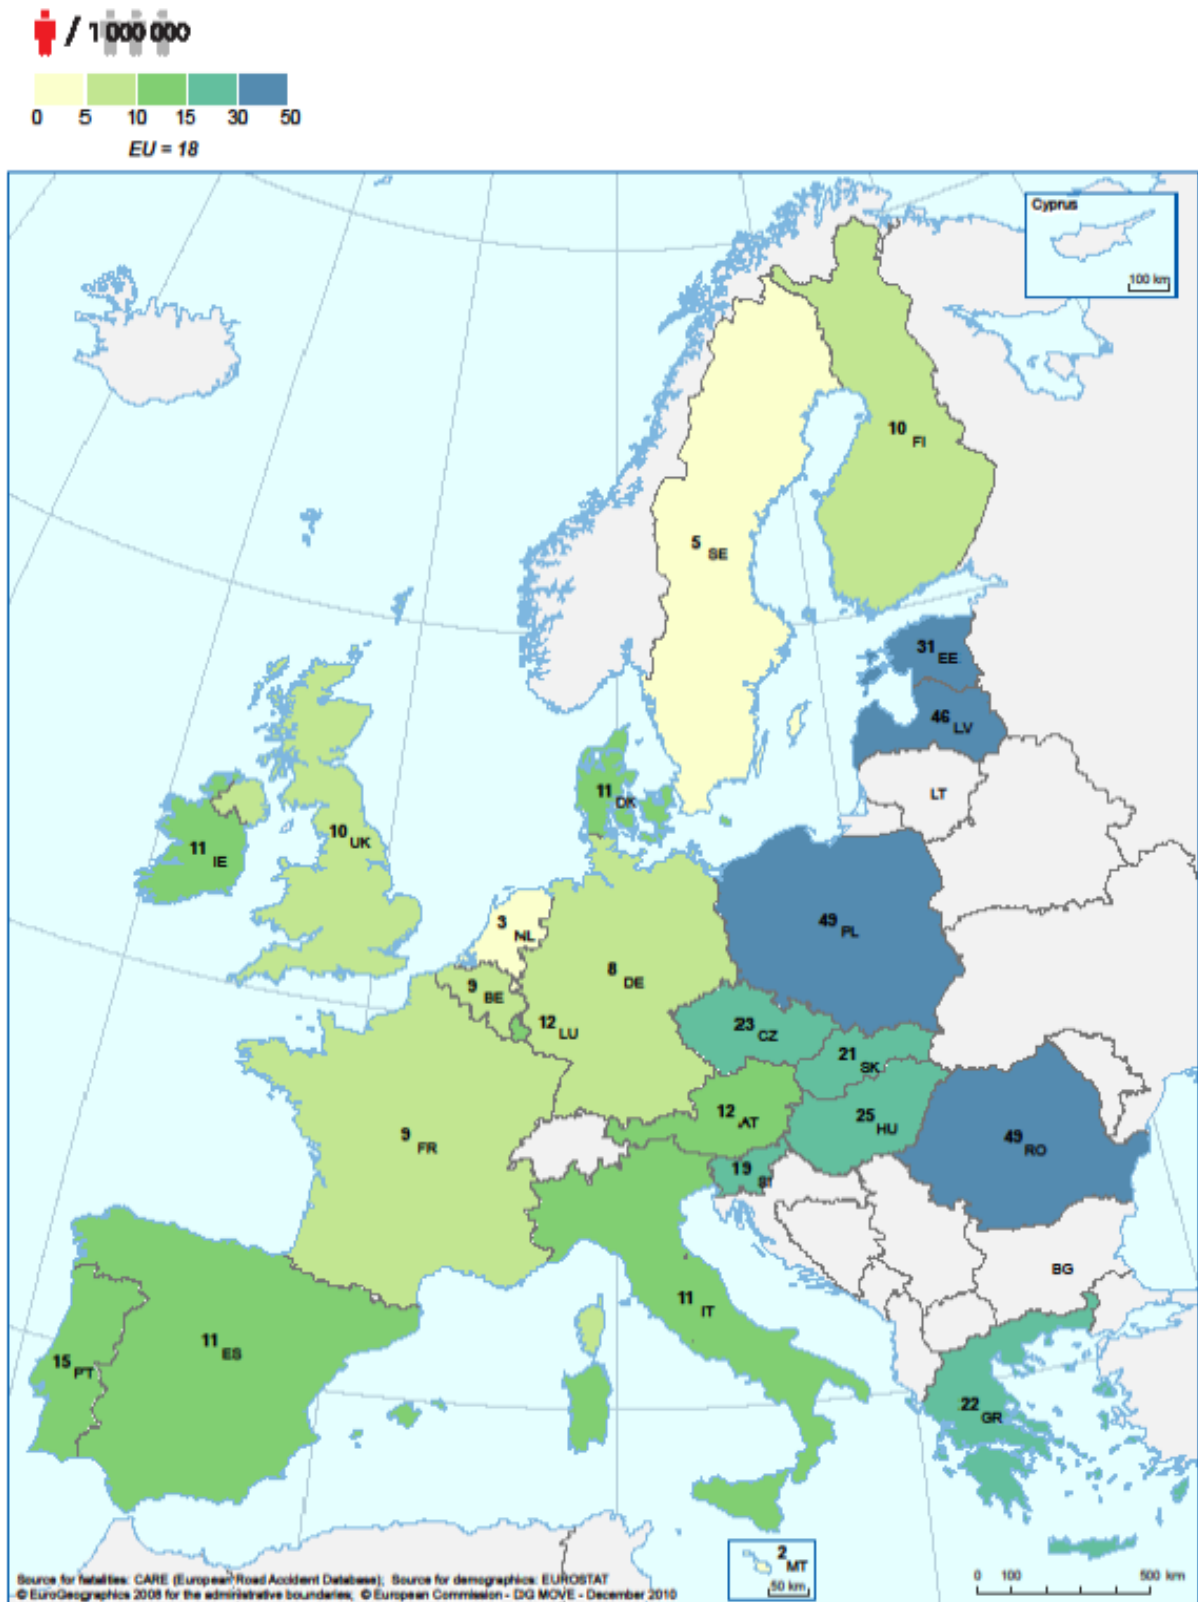 / 1 000 000
0 5 10 15 30 50
EU = 18
Cyprus
100 km
10 FI
5 SE
31 EE
46 LV
LT
11 DK
11 IE
10 UK
3 NL
49 PL
8 DE
9 BE
12 LU
23 CZ
21 SK
12 AT
25 HU
9 FR
49 RO
19 SI
BG
11 IT
11 ES
15 PT
22 GR
2 MT
50 km
0 100 500 km
Source for fatalities: CARE (European Road Accident Database); Source for demographics: EUROSTAT
© EuroGeographics 2008 for the administrative boundaries; © European Commission - DG MOVE - December 2010